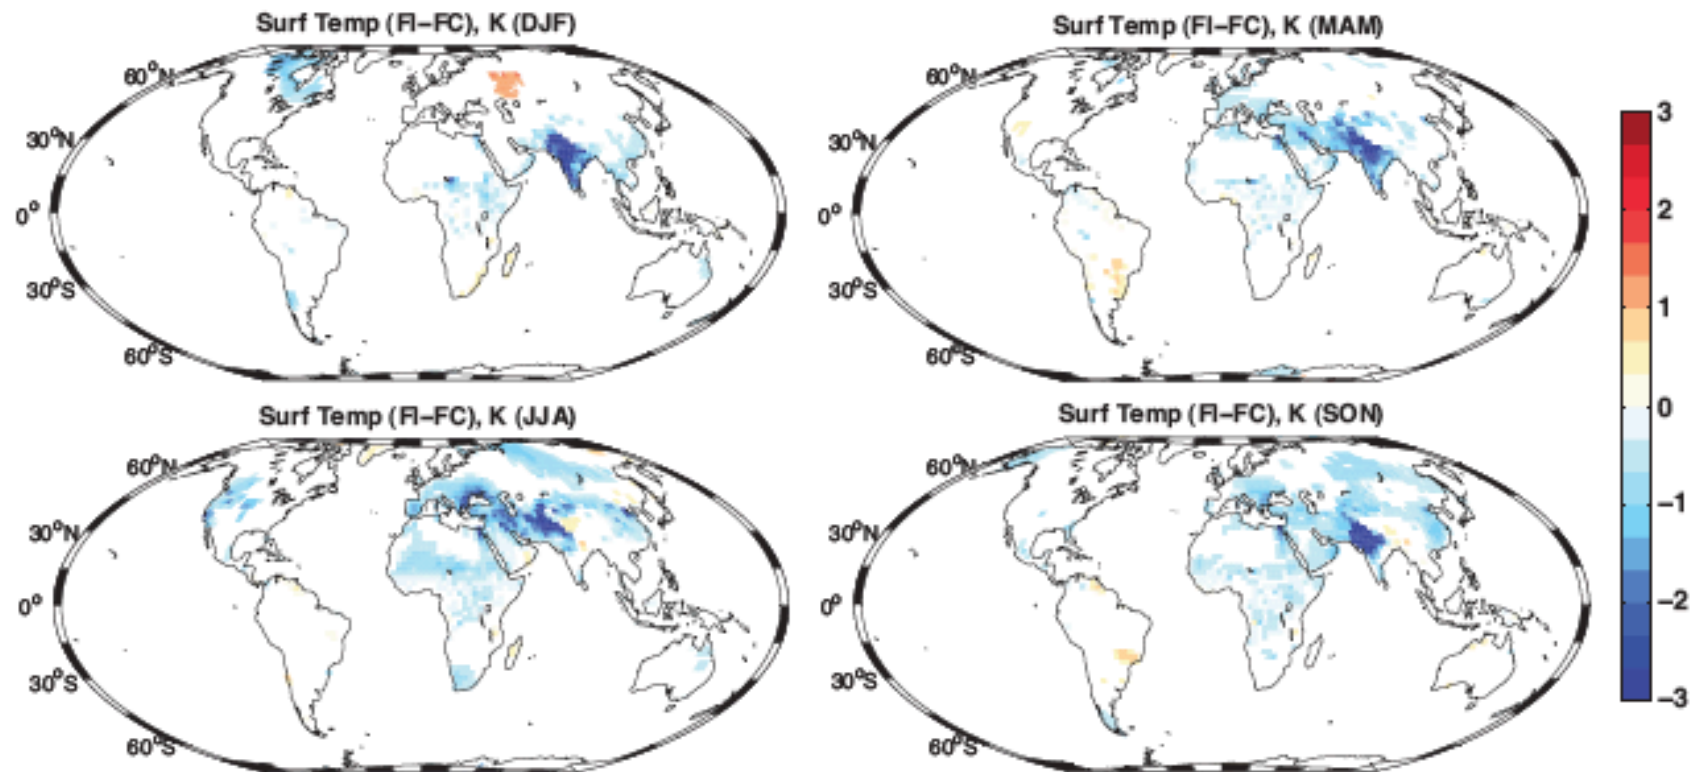 Surf Temp (FI–FC), K (DJF)
60°N
30°N
0°
30°S
60°S
Surf Temp (FI–FC), K (MAM)
60°N
30°N
0°
30°S
60°S
Surf Temp (FI–FC), K (JJA)
60°N
30°N
0°
30°S
60°S
Surf Temp (FI–FC), K (SON)
60°N
30°N
0°
30°S
60°S
3
2
1
0
−1
−2
−3